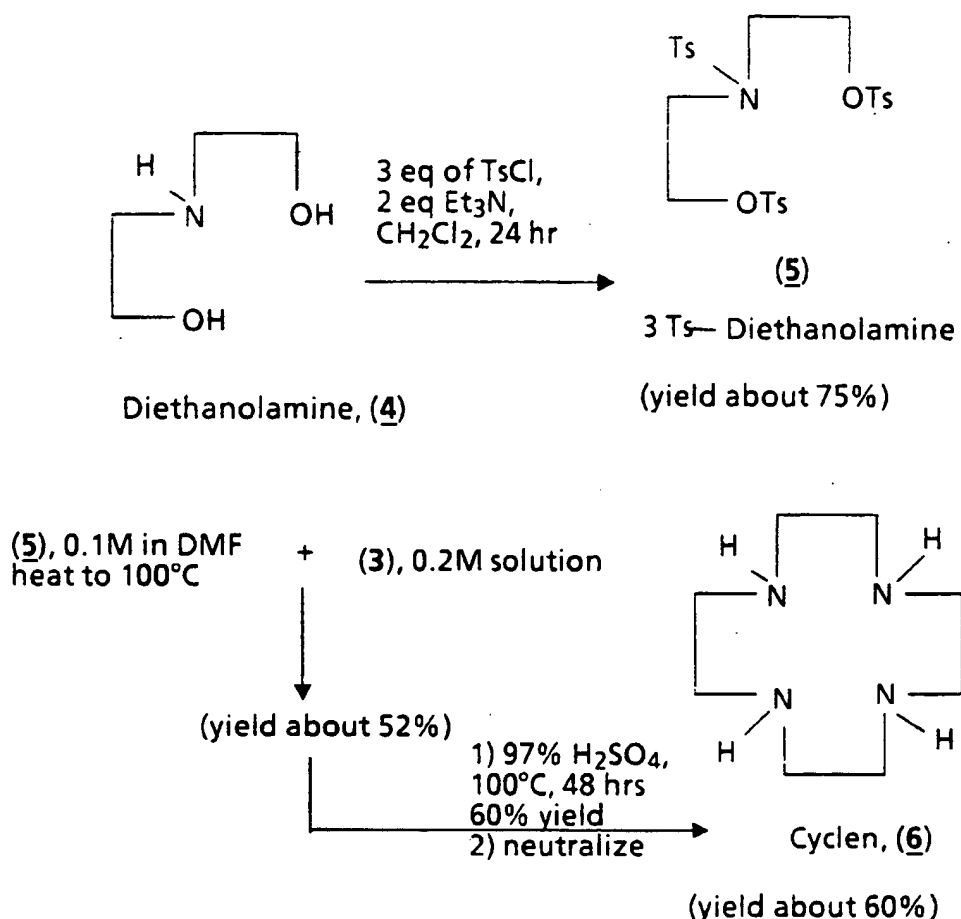 H
N
OH
OH
Diethanolamine, (4)
3 eq of TsCl,
2 eq Et₃N,
CH₂Cl₂, 24 hr
Ts
N
OTs
OTs
(5)
3 Ts— Diethanolamine
(yield about 75%)
(5), 0.1M in DMF
heat to 100°C
+
(3), 0.2M solution
(yield about 52%)
1) 97% H₂SO₄,
100°C, 48 hrs
60% yield
2) neutralize
H
H
N
N
N
N
H
H
Cyclen, (6)
(yield about 60%)